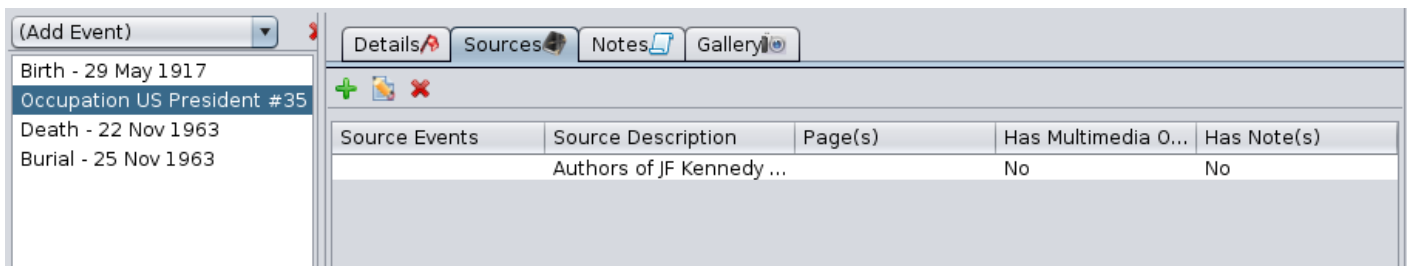 (Add Event)
Birth - 29 May 1917
Occupation US President #35
Death - 22 Nov 1963
Burial - 25 Nov 1963
Details Sources Notes Gallery
Source Events Source Description Page(s) Has Multimedia O... Has Note(s)
Authors of JF Kennedy ... No No